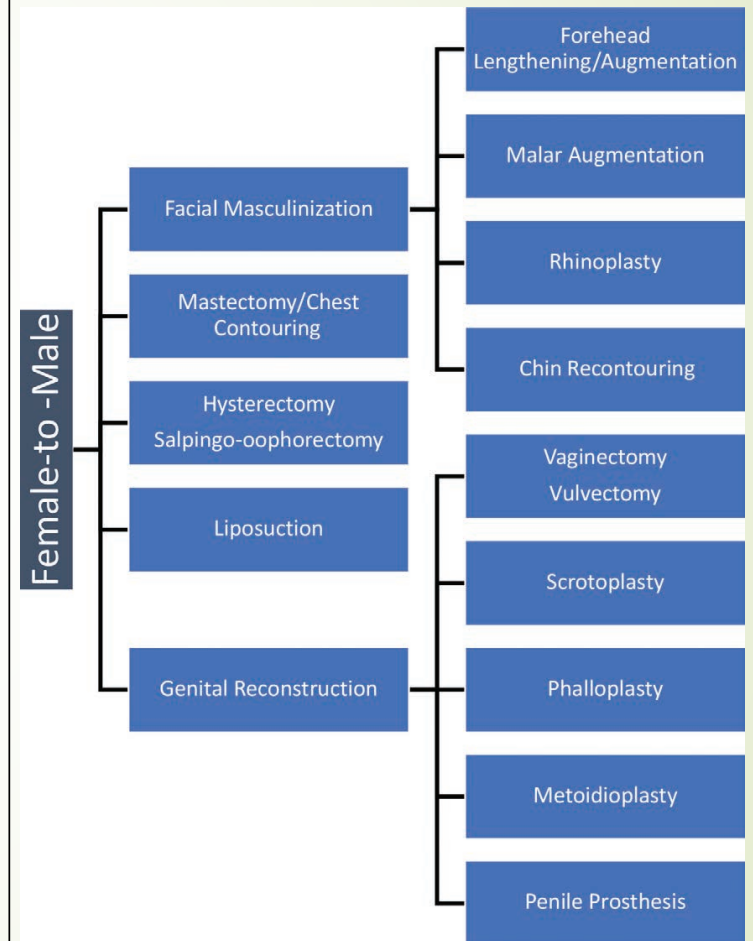 Female-to -Male
Facial Masculinization
Mastectomy/Chest
Contouring
Hysterectomy
Salpingo-oophorectomy
Liposuction
Genital Reconstruction
Forehead
Lengthening/Augmentation
Malar Augmentation
Rhinoplasty
Chin Recontouring
Vaginectomy
Vulvectomy
Scrotoplasty
Phalloplasty
Metoidioplasty
Penile Prosthesis